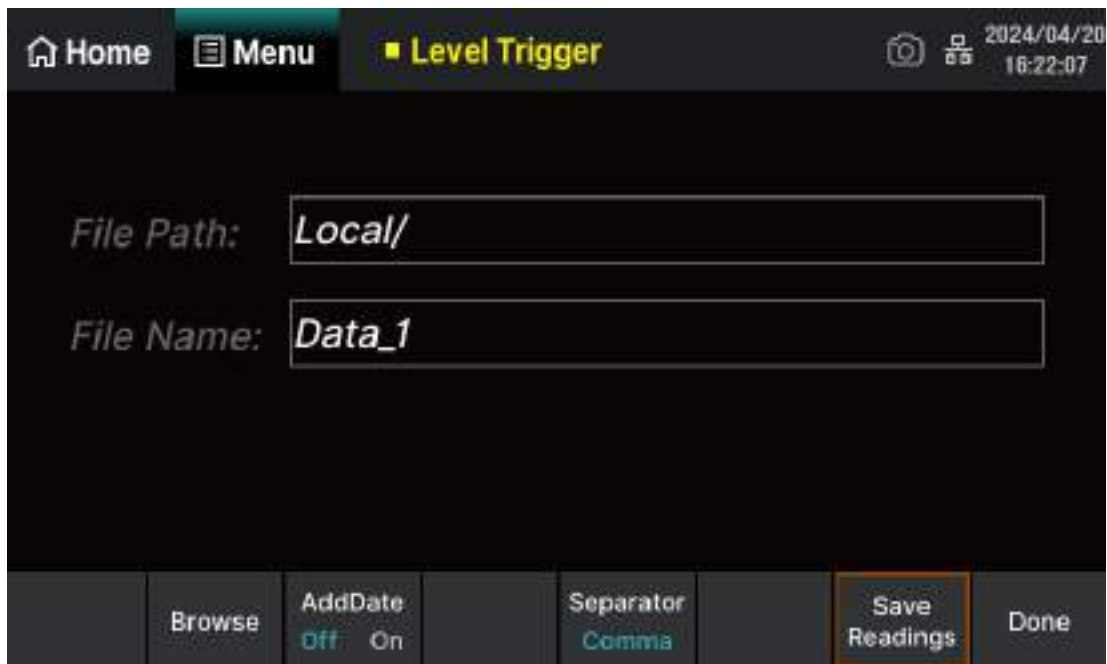 Home Menu Level Trigger 2024/04/20
16:22:07
File Path: Local/
File Name: Data_1
Browse AddDate Off On Separator Comma Save Readings Done